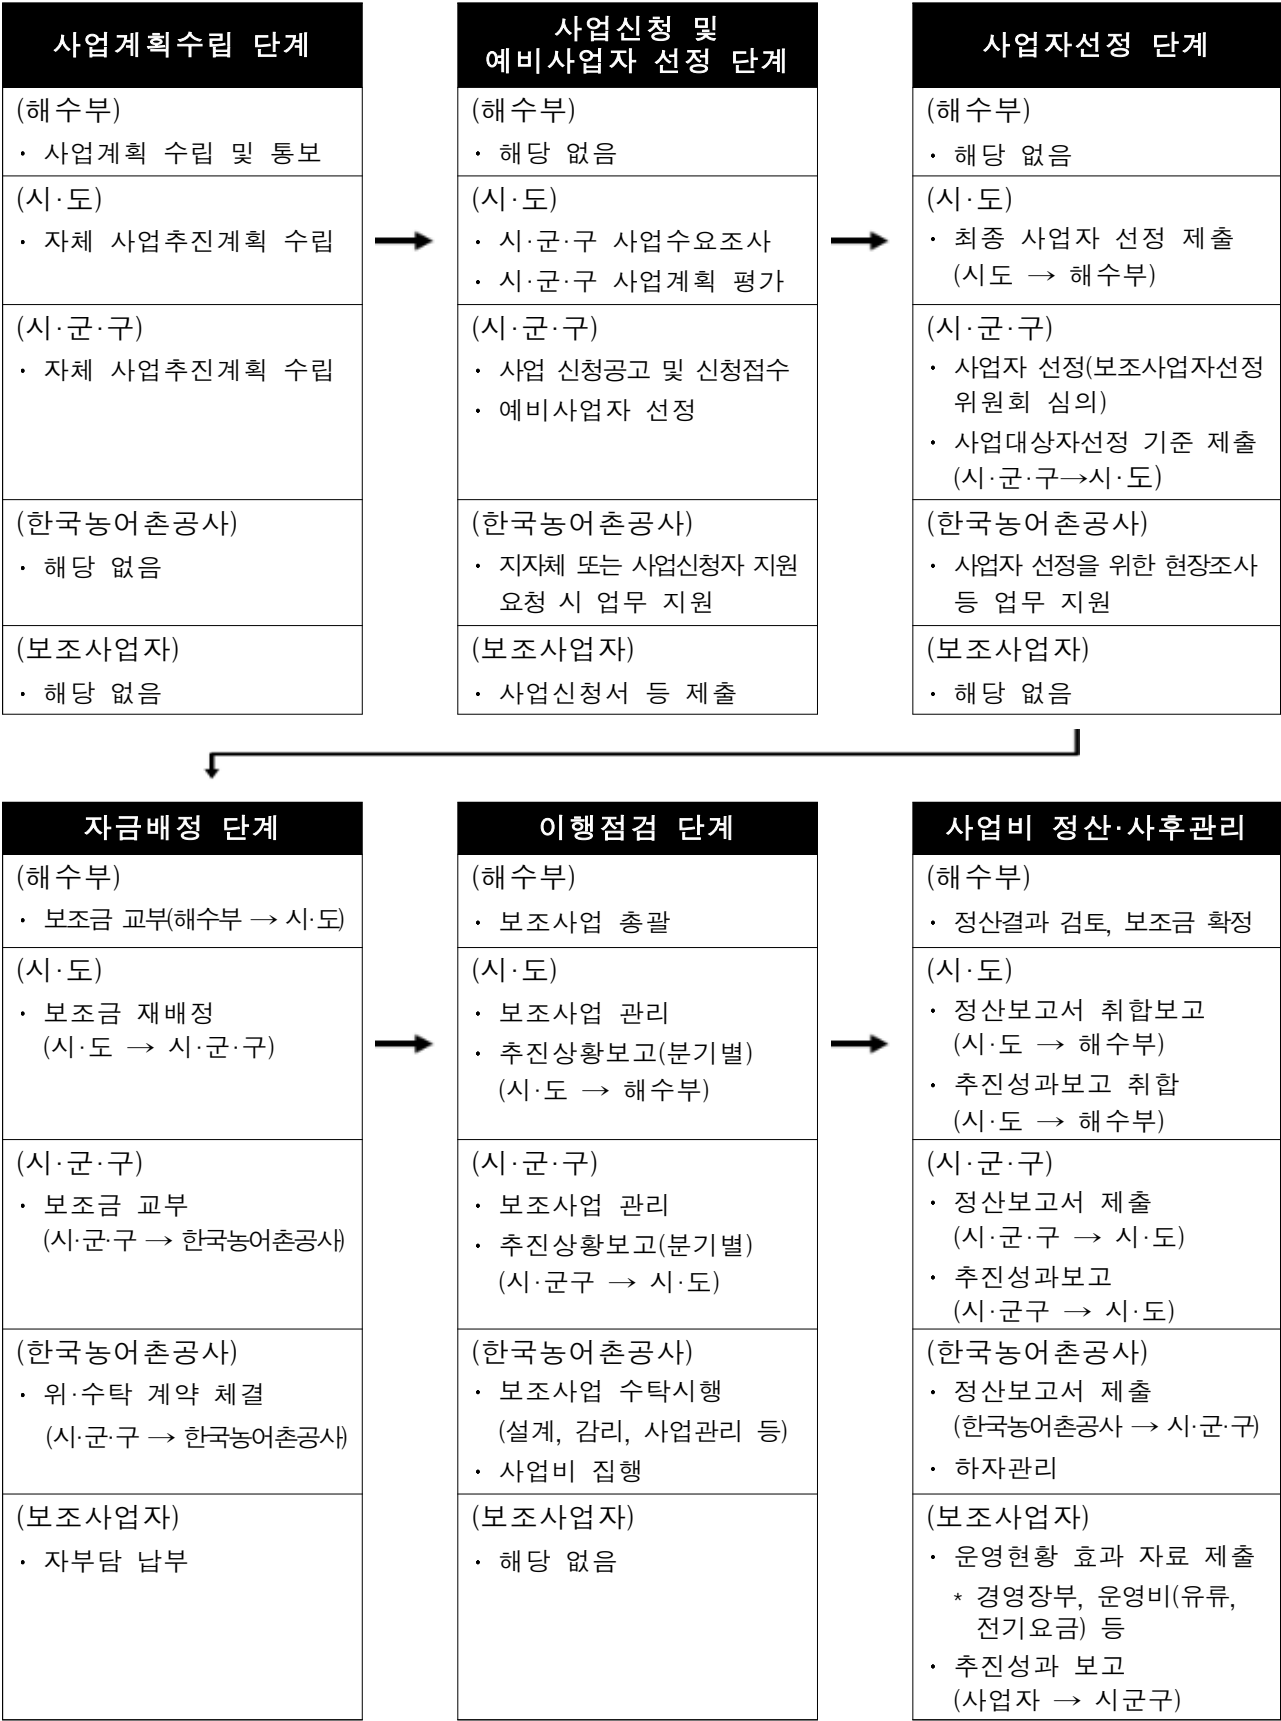 사업계획수립 단계
(해수부)
· 사업계획 수립 및 통보
(시·도)
· 자체 사업추진계획 수립
(시·군·구)
· 자체 사업추진계획 수립
(한국농어촌공사)
· 해당 없음
(보조사업자)
· 해당 없음
사업신청 및
예비사업자 선정 단계
(해수부)
· 해당 없음
(시·도)
· 시·군·구 사업수요조사
· 시·군·구 사업계획 평가
(시·군·구)
· 사업 신청공고 및 신청접수
· 예비사업자 선정
(한국농어촌공사)
· 지자체 또는 사업신청자 지원
요청 시 업무 지원
(보조사업자)
· 사업신청서 등 제출
사업자선정 단계
(해수부)
· 해당 없음
(시·도)
· 최종 사업자 선정 제출
(시도 → 해수부)
(시·군·구)
· 사업자 선정(보조사업자선정
위원회 심의)
· 사업대상자선정 기준 제출
(시·군·구→시·도)
(한국농어촌공사)
· 사업자 선정을 위한 현장조사
등 업무 지원
(보조사업자)
· 해당 없음
자금배정 단계
(해수부)
· 보조금 교부(해수부 → 시·도)
(시·도)
· 보조금 재배정
(시·도 → 시·군·구)
(시·군·구)
· 보조금 교부
(시·군·구 → 한국농어촌공사)
(한국농어촌공사)
· 위·수탁 계약 체결
(시·군·구 → 한국농어촌공사)
(보조사업자)
· 자부담 납부
이행점검 단계
(해수부)
· 보조사업 총괄
(시·도)
· 보조사업 관리
· 추진상황보고(분기별)
(시·도 → 해수부)
(시·군·구)
· 보조사업 관리
· 추진상황보고(분기별)
(시·군구 → 시·도)
(한국농어촌공사)
· 보조사업 수탁시행
(설계, 감리, 사업관리 등)
· 사업비 집행
(보조사업자)
· 해당 없음
사업비 정산·사후관리
(해수부)
· 정산결과 검토, 보조금 확정
(시·도)
· 정산보고서 취합보고
(시·도 → 해수부)
· 추진성과보고 취합
(시·도 → 해수부)
(시·군·구)
· 정산보고서 제출
(시·군·구 → 시·도)
· 추진성과보고
(시·군구 → 시·도)
(한국농어촌공사)
· 정산보고서 제출
(한국농어촌공사 → 시·군·구)
· 하자관리
(보조사업자)
· 운영현황 효과 자료 제출
* 경영장부, 운영비(유류,
전기요금) 등
· 추진성과 보고
(사업자 → 시군구)